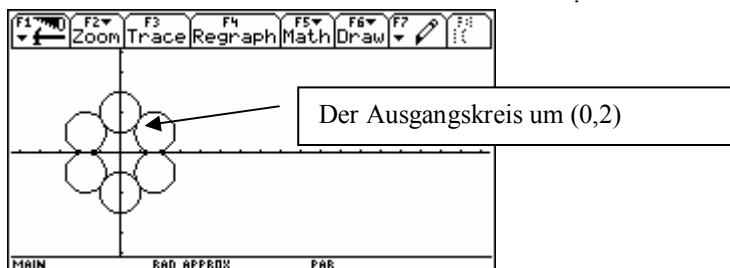 F1 F2 F3 F4 F5 F6 F7
Zoom Trace Regraph Math Draw
Der Ausgangskreis um (0,2)
MAIN RAD APPROX PAR